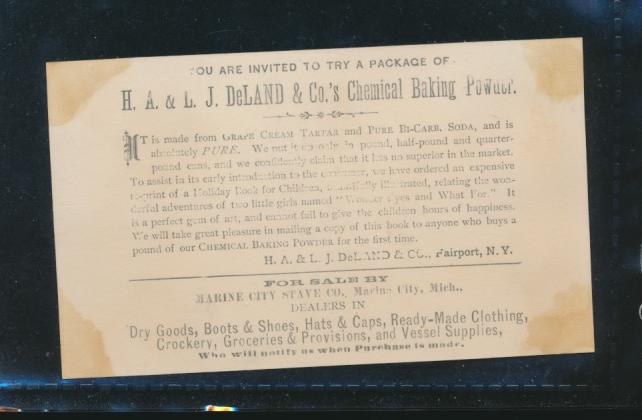 YOU ARE INVITED TO TRY A PACKAGE OF
H. A. & L. J. DeLAND & Co.'s Chemical Baking Powder.
IT is made from GRAPE CREAM TARTAR and PURE BI-CARB. SODA, and is
absolutely PURE. We put it up only in pound, half-pound and quarter-
pound cans, and we confidently claim that it has no superior in the market.
To assist in its early introduction to the consumer, we have ordered an expensive
re-print of a Holiday Book for Children, beautifully illustrated, relating the won-
derful adventures of two little girls named "Wonder Eyes and What For." It
is a perfect gem of art, and cannot fail to give the children hours of happiness.
We will take great pleasure in mailing a copy of this book to anyone who buys a
pound of our CHEMICAL BAKING POWDER for the first time.
H. A. & L. J. DeLAND & CO., Fairport, N. Y.
FOR SALE BY
MARINE CITY STAVE CO., Marine City, Mich.,
DEALERS IN
Dry Goods, Boots & Shoes, Hats & Caps, Ready-Made Clothing,
Crockery, Groceries & Provisions, and Vessel Supplies,
Who will notify us when Purchase is made.